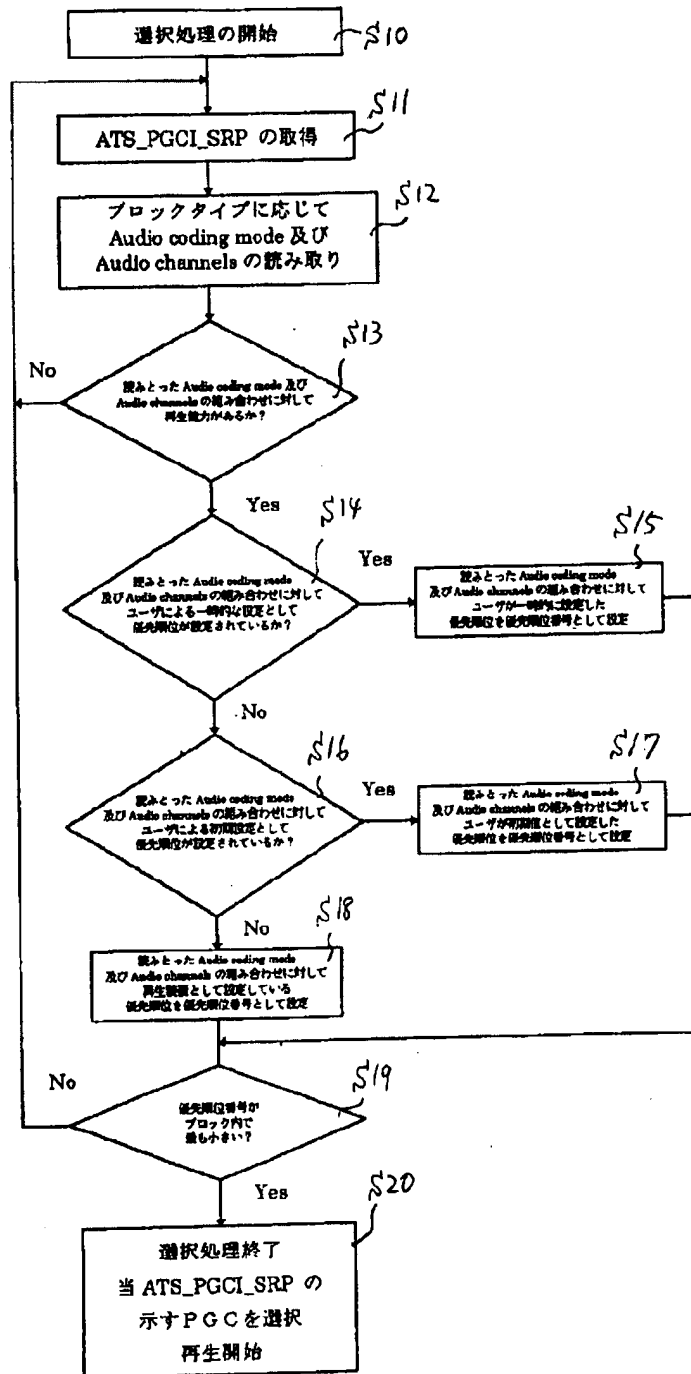 選択処理の開始
S10
S11
ATS_PGCI_SRP の取得
S12
ブロックタイプに応じて
Audio coding mode 及び
Audio channels の読み取り
S13
No
読みとった Audio coding mode 及び
Audio channels の組み合わせに対して
再生能力があるか？
Yes
S14
読みとった Audio coding mode
及び Audio channels の組み合わせに対して
ユーザによる一時的な設定として
優先順位が設定されているか？
Yes
S15
読みとった Audio coding mode
及び Audio channels の組み合わせに対して
ユーザが一時的に設定した
優先順位を優先順位番号として設定
No
S16
読みとった Audio coding mode
及び Audio channels の組み合わせに対して
ユーザによる初期設定として
優先順位が設定されているか？
Yes
S17
読みとった Audio coding mode
及び Audio channels の組み合わせに対して
ユーザが初期値として設定した
優先順位を優先順位番号として設定
No
S18
読みとった Audio coding mode
及び Audio channels の組み合わせに対して
再生装置として設定している
優先順位を優先順位番号として設定
No
S19
優先順位番号が
ブロック内で
最も小さい？
Yes
S20
選択処理終了
当 ATS_PGCI_SRP の
示すＰＧＣを選択
再生開始